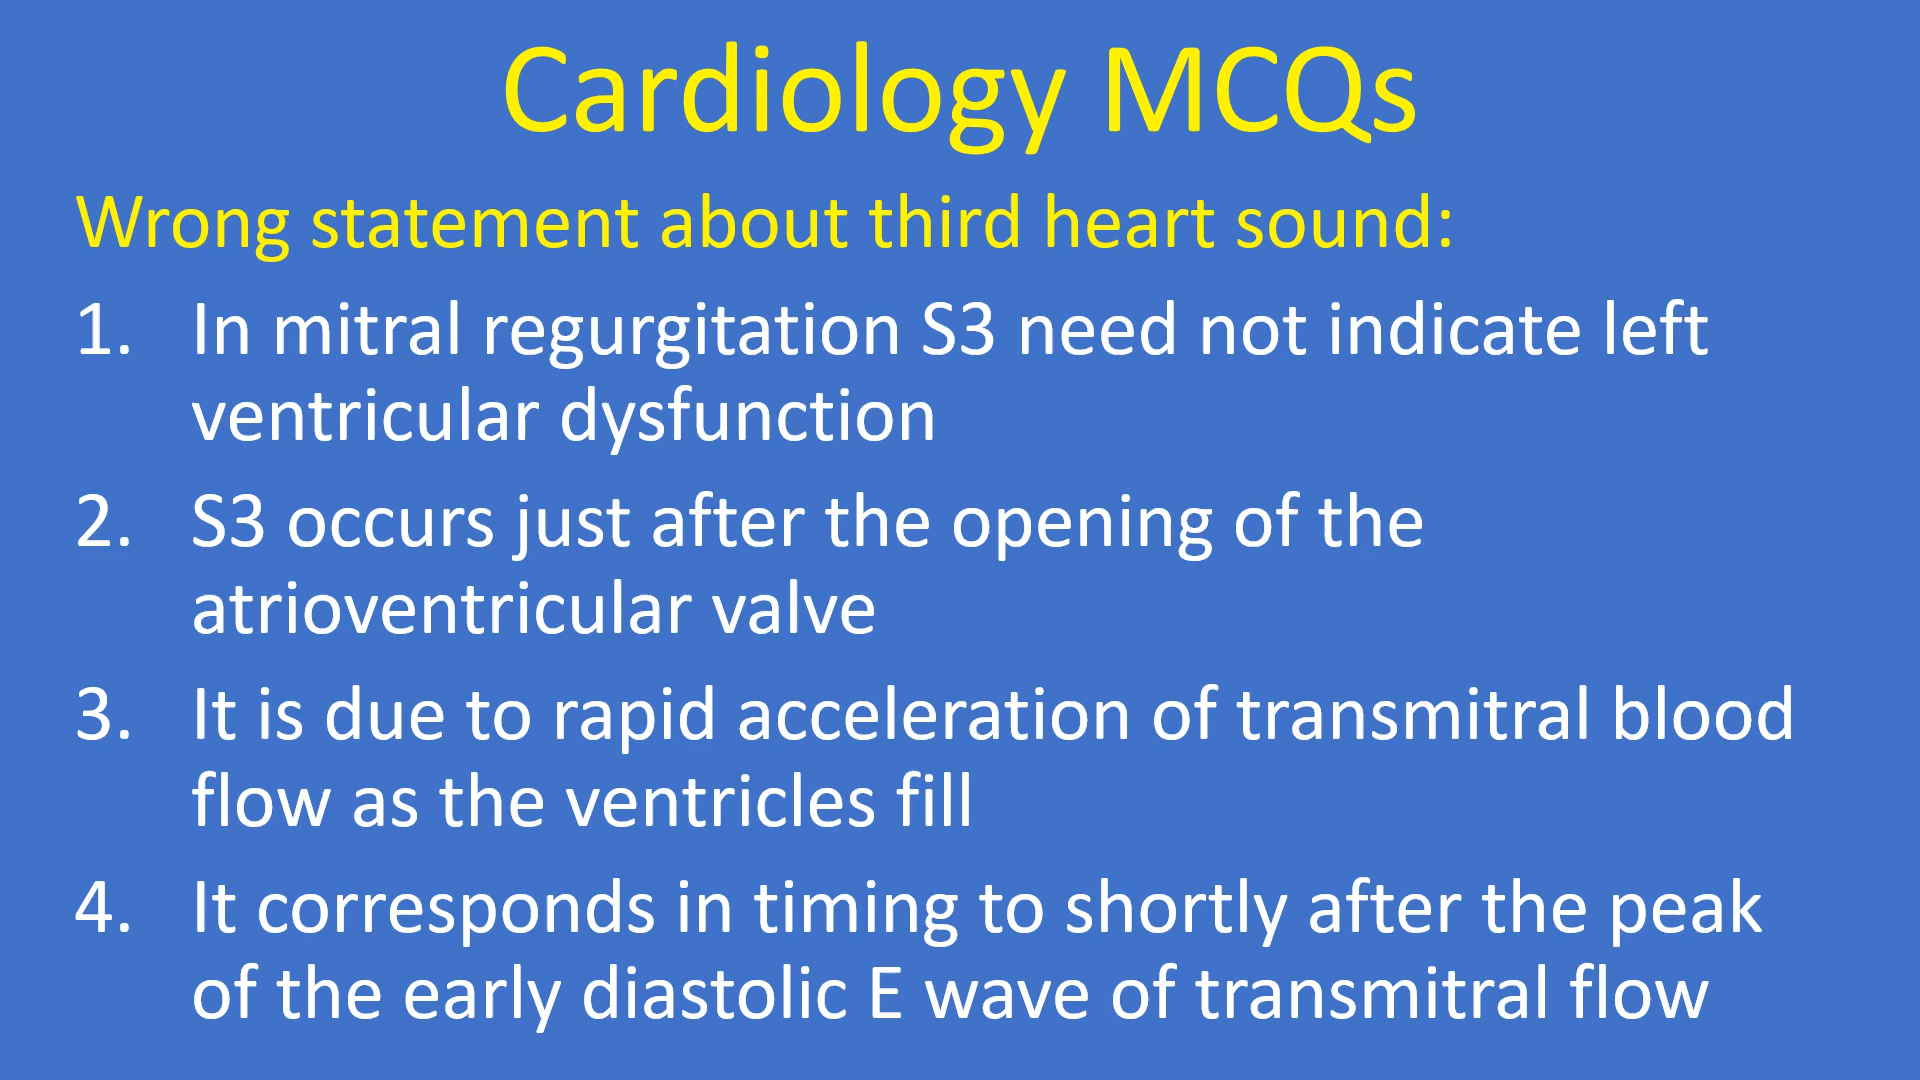 Cardiology MCQs
Wrong statement about third heart sound:
1. In mitral regurgitation S3 need not indicate left
ventricular dysfunction
2. S3 occurs just after the opening of the
atrioventricular valve
3. It is due to rapid acceleration of transmitral blood
flow as the ventricles fill
4. It corresponds in timing to shortly after the peak
of the early diastolic E wave of transmitral flow